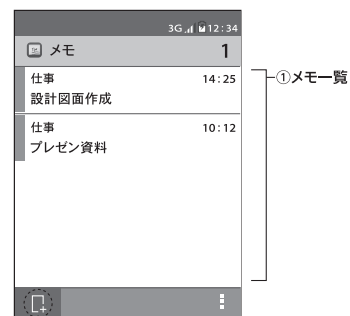 3G 12:34
メモ 1
仕事 14:25
設計図面作成
仕事 10:12
プレゼン資料
①メモ一覧